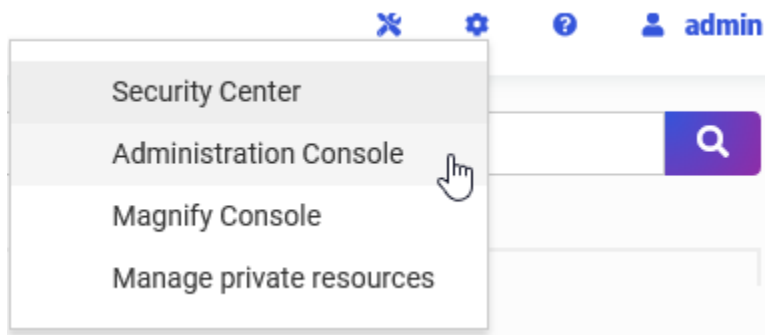 admin
Security Center
Administration Console
Magnify Console
Manage private resources